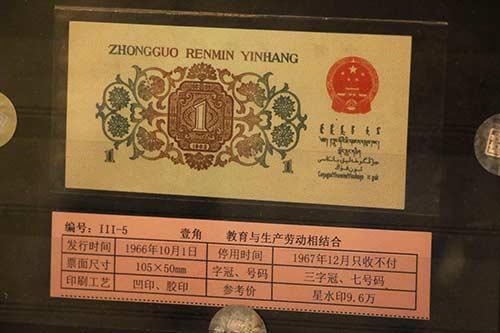 ZHONGGUO RENMIN YINHANG
1
1
1
1962
编号：III-5 壹角 教育与生产劳动相结合
发行时间 1966年10月1日 停用时间 1967年12月只收不付
票面尺寸 105×50mm 字冠、号码 三字冠、七号码
印刷工艺 凹印、胶印 参考价 星水印9.6万